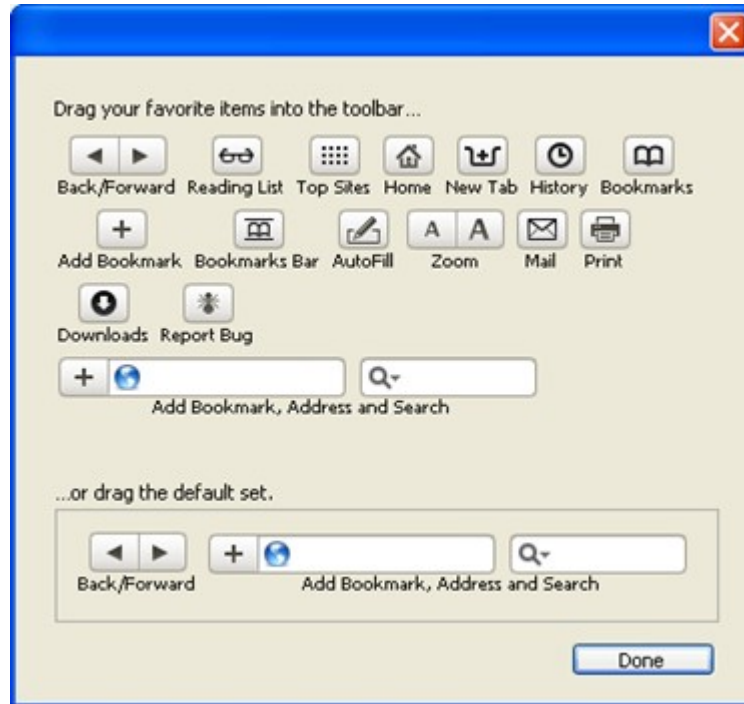 Drag your favorite items into the toolbar...
Back/Forward Reading List Top Sites Home New Tab History Bookmarks
A A
Add Bookmark Bookmarks Bar AutoFill Zoom Mail Print
Downloads Report Bug
Add Bookmark, Address and Search
...or drag the default set.
Back/Forward Add Bookmark, Address and Search
Done